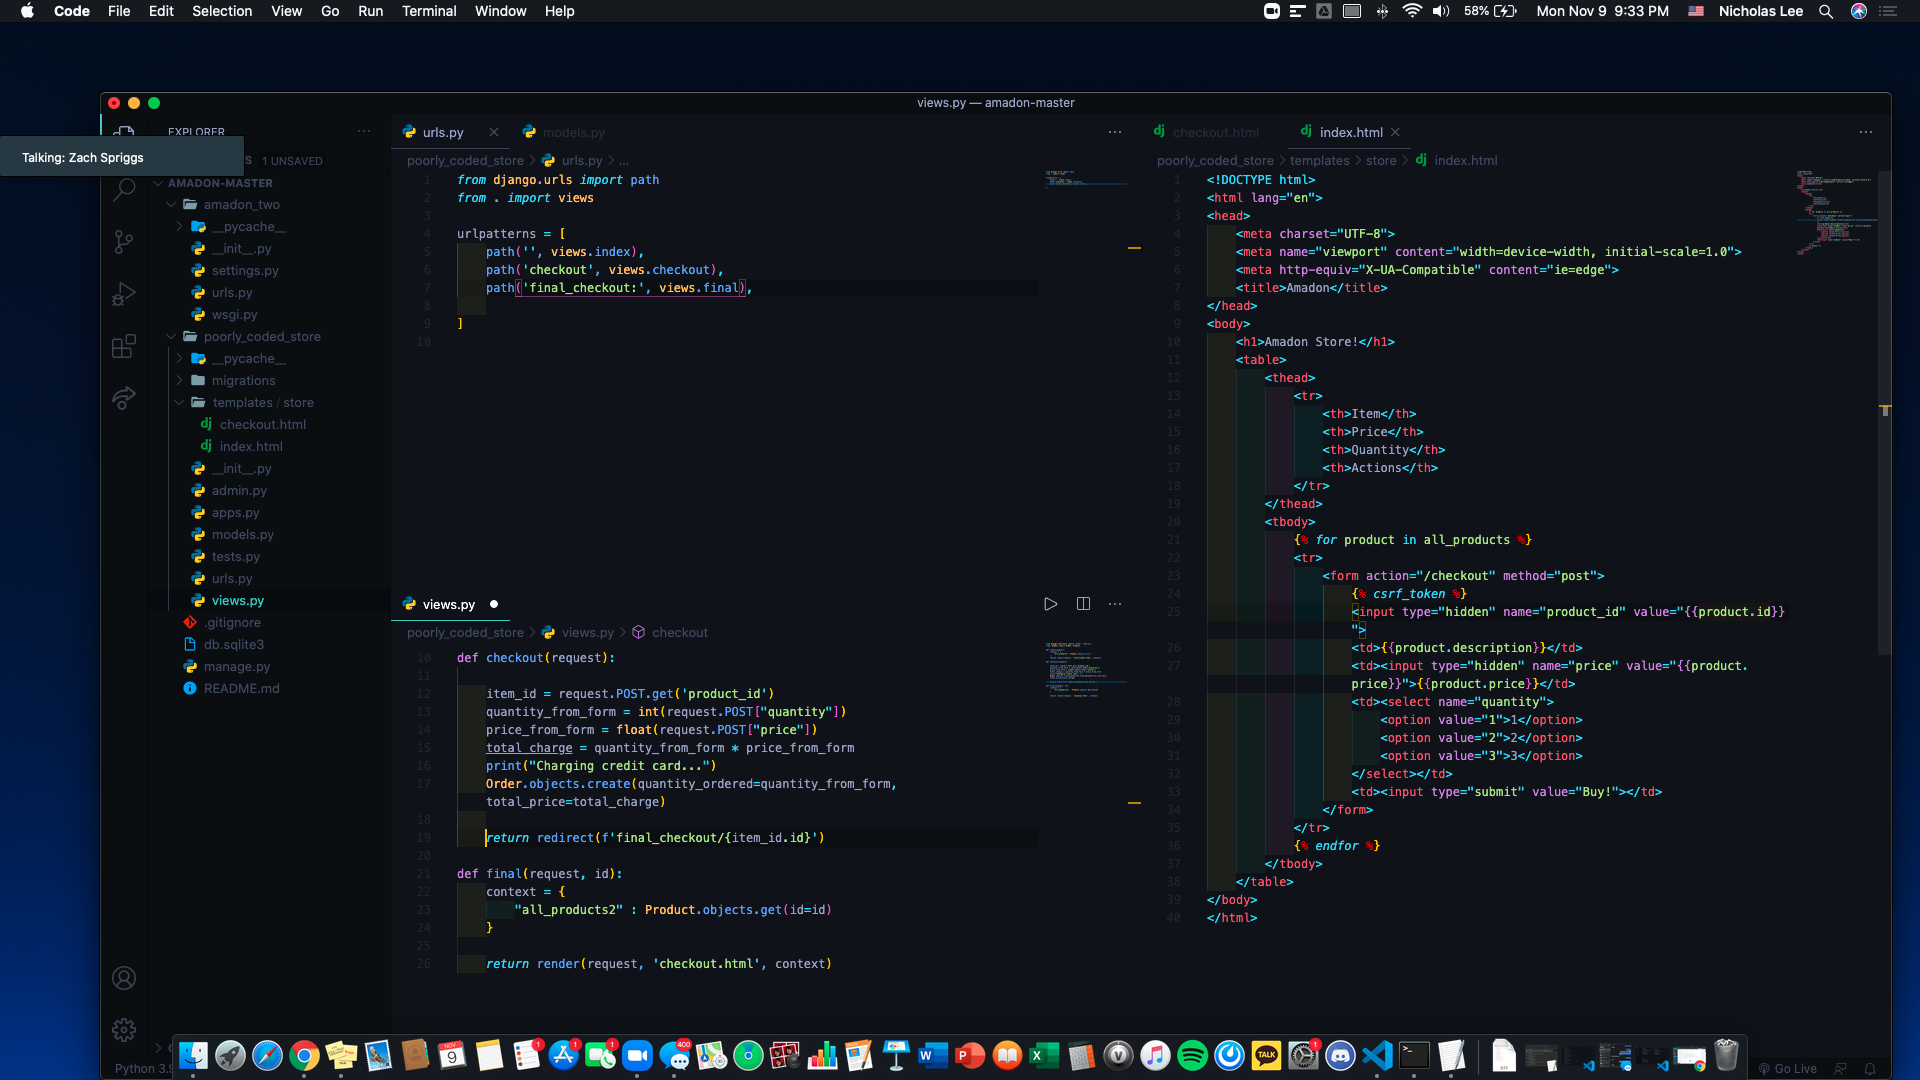 Code File Edit Selection View Go Run Terminal Window Help
58% Mon Nov 9 9:33 PM Nicholas Lee
views.py — amadon-master
Talking: Zach Spriggs
EXPLORER
1 UNSAVED
AMADON-MASTER
amadon_two
__pycache__
__init__.py
settings.py
urls.py
wsgi.py
poorly_coded_store
__pycache__
migrations
templates / store
checkout.html
index.html
__init__.py
admin.py
apps.py
models.py
tests.py
urls.py
views.py
.gitignore
db.sqlite3
manage.py
README.md
urls.py models.py
poorly_coded_store > urls.py > ...
1 from django.urls import path
2 from . import views
3
4 urlpatterns = [
5 path('', views.index),
6 path('checkout', views.checkout),
7 path('final_checkout:', views.final),
8
9 ]
10
views.py
poorly_coded_store > views.py > checkout
10 def checkout(request):
11
12 item_id = request.POST.get('product_id')
13 quantity_from_form = int(request.POST["quantity"])
14 price_from_form = float(request.POST["price"])
15 total_charge = quantity_from_form * price_from_form
16 print("Charging credit card...")
17 Order.objects.create(quantity_ordered=quantity_from_form,
total_price=total_charge)
18
19 return redirect(f'final_checkout/{item_id.id}')
20
21 def final(request, id):
22 context = {
23 "all_products2" : Product.objects.get(id=id)
24 }
25
26 return render(request, 'checkout.html', context)
checkout.html index.html
poorly_coded_store > templates > store > index.html
1 <!DOCTYPE html>
2 <html lang="en">
3 <head>
4 <meta charset="UTF-8">
5 <meta name="viewport" content="width=device-width, initial-scale=1.0">
6 <meta http-equiv="X-UA-Compatible" content="ie=edge">
7 <title>Amadon</title>
8 </head>
9 <body>
10 <h1>Amadon Store!</h1>
11 <table>
12 <thead>
13 <tr>
14 <th>Item</th>
15 <th>Price</th>
16 <th>Quantity</th>
17 <th>Actions</th>
18 </tr>
19 </thead>
20 <tbody>
21 {% for product in all_products %}
22 <tr>
23 <form action="/checkout" method="post">
24 {% csrf_token %}
25 <input type="hidden" name="product_id" value="{{product.id}}
">
26 <td>{{product.description}}</td>
27 <td><input type="hidden" name="price" value="{{product.
price}}">{{product.price}}</td>
28 <td><select name="quantity">
29 <option value="1">1</option>
30 <option value="2">2</option>
31 <option value="3">3</option>
32 </select></td>
33 <td><input type="submit" value="Buy!"></td>
34 </form>
35 </tr>
36 {% endfor %}
37 </tbody>
38 </table>
39 </body>
40 </html>
Python 3.
Go Live
NOV
9
1
1
1
400
1
TALK